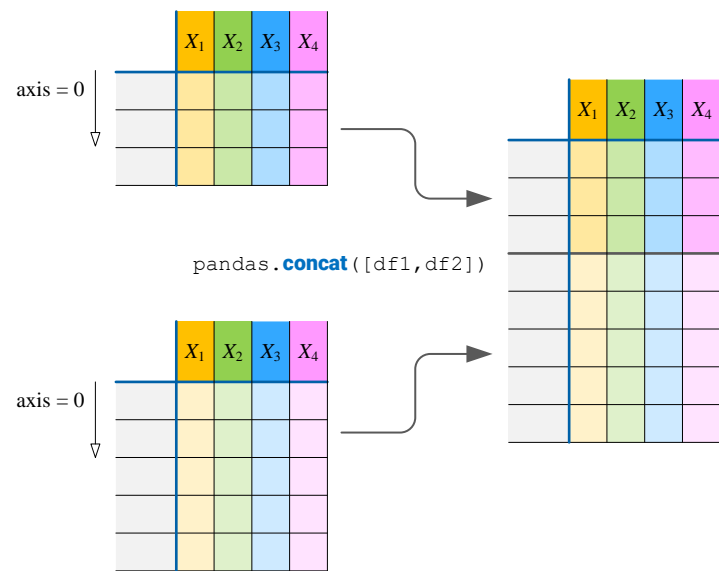 X₁ X₂ X₃ X₄
axis = 0
X₁ X₂ X₃ X₄
pandas.concat([df1,df2])
X₁ X₂ X₃ X₄
axis = 0